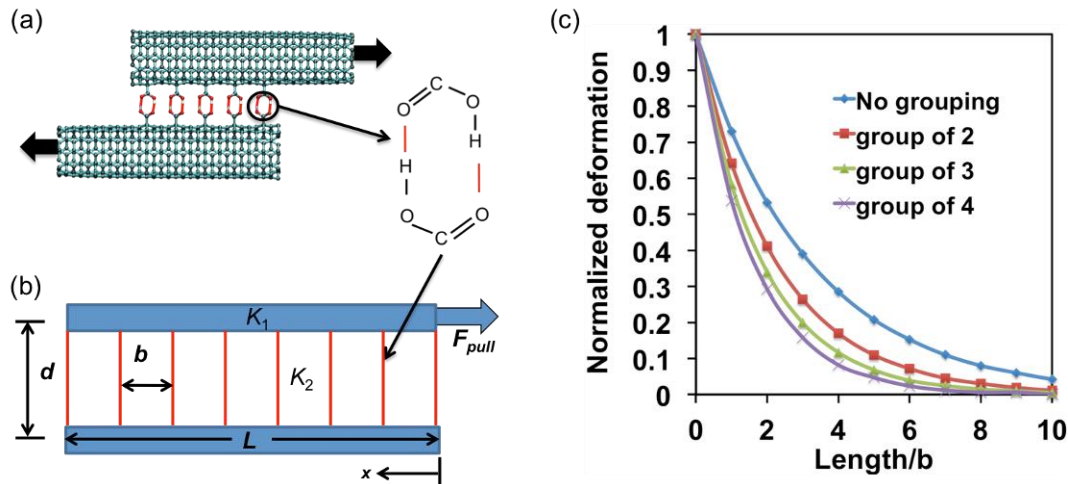 (a)
O
C
O
H
H
O
C
O
(b)
K1
Fpull
b
d
K2
L
x
(c)
Normalized deformation
1
0.9
0.8
0.7
0.6
0.5
0.4
0.3
0.2
0.1
0
No grouping
group of 2
group of 3
group of 4
0 2 4 6 8 10
Length/b